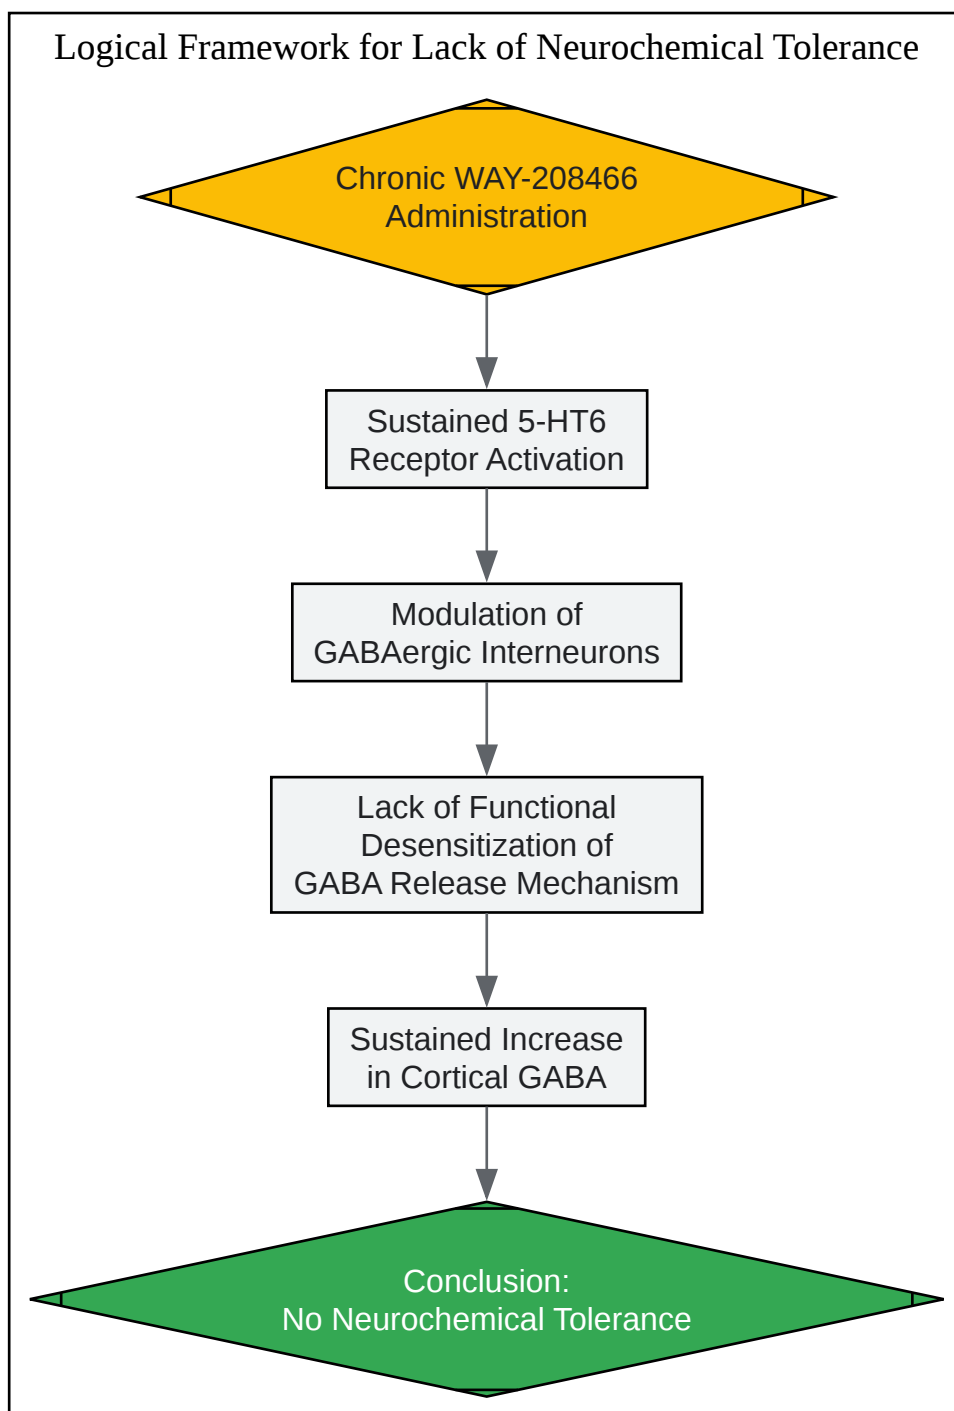 Logical Framework for Lack of Neurochemical Tolerance
Chronic WAY-208466
Administration
Sustained 5-HT6
Receptor Activation
Modulation of
GABAergic Interneurons
Lack of Functional
Desensitization of
GABA Release Mechanism
Sustained Increase
in Cortical GABA
Conclusion:
No Neurochemical Tolerance